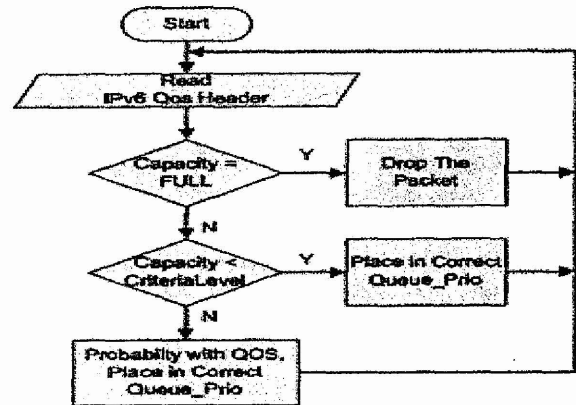 Start
Read
IPv6 Qos Header
Capacity =
FULL
Y
Drop The
Packet
N
Capacity <
CriteriaLevel
Y
Place in Correct
Queue_Prio
N
Probability with QOS,
Place in Correct
Queue_Prio